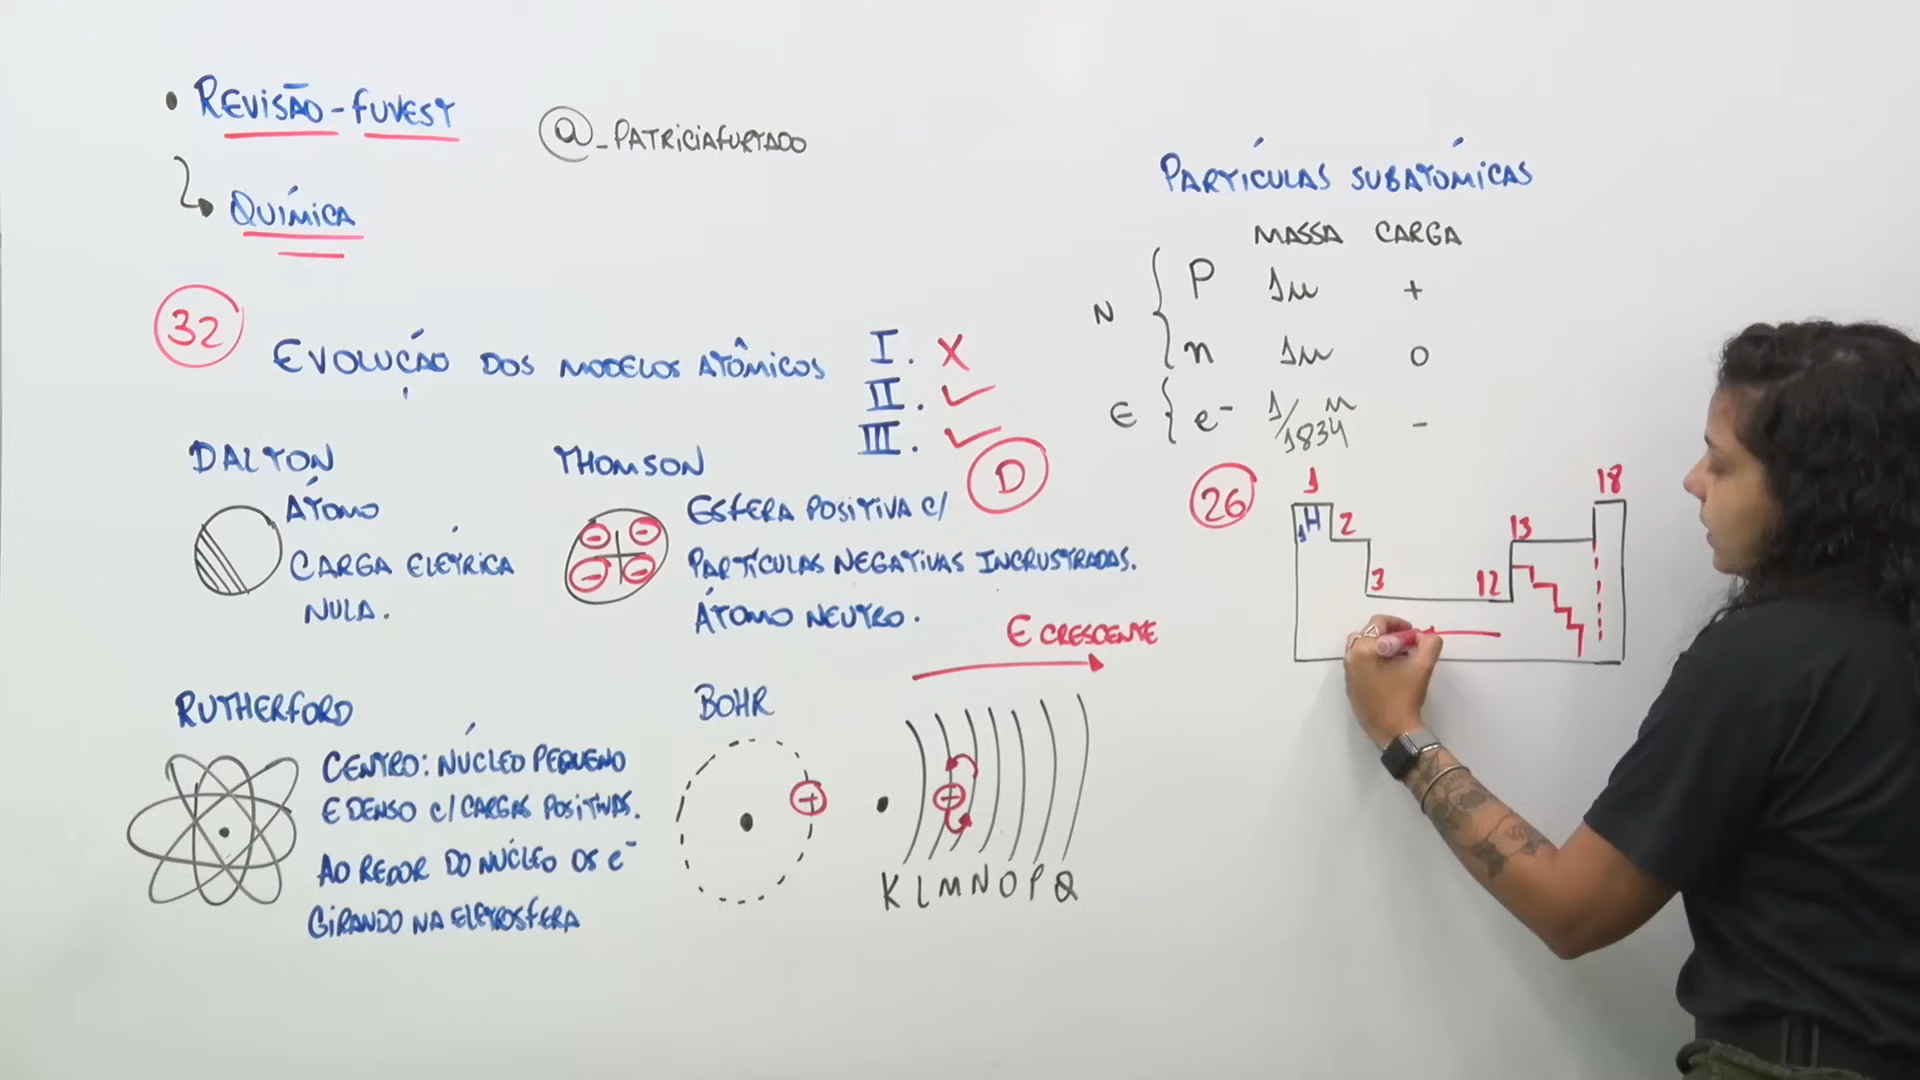 • REVISÃO - FUVEST
@_PATRICIAFURTADO
QUÍMICA
32
EVOLUÇÃO DOS MODELOS ATÔMICOS
I. X
II. ✓
III. ✓
D
DALTON
ÁTOMO
CARGA ELÉTRICA
NULA.
THOMSON
ESFERA POSITIVA C/
PARTÍCULAS NEGATIVAS INCRUSTRADAS.
ÁTOMO NEUTRO.
RUTHERFORD
CENTRO: NÚCLEO PEQUENO
E DENSO C/ CARGAS POSITIVAS.
AO REDOR DO NÚCLEO OS e⁻
GIRANDO NA ELETROSFERA
BOHR
E CRESCENTE
K L M N O P Q
PARTÍCULAS SUBATÔMICAS
MASSA CARGA
N { P 1u +
n 1u 0
E { e⁻ 1/1834 u -
26
1 18
1H 2 13
3 12